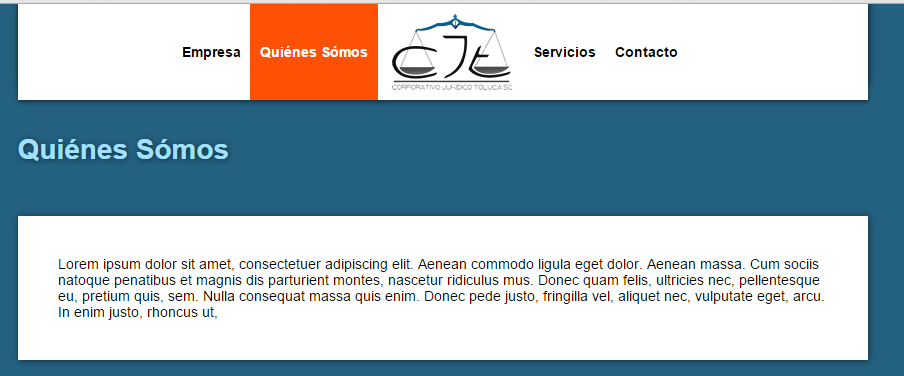 Empresa
Quiénes Sómos
CJt
CORPORATIVO JURIDICO TOLUCA SC
Servicios
Contacto
Quiénes Sómos
Lorem ipsum dolor sit amet, consectetuer adipiscing elit. Aenean commodo ligula eget dolor. Aenean massa. Cum sociis
natoque penatibus et magnis dis parturient montes, nascetur ridiculus mus. Donec quam felis, ultricies nec, pellentesque
eu, pretium quis, sem. Nulla consequat massa quis enim. Donec pede justo, fringilla vel, aliquet nec, vulputate eget, arcu.
In enim justo, rhoncus ut,